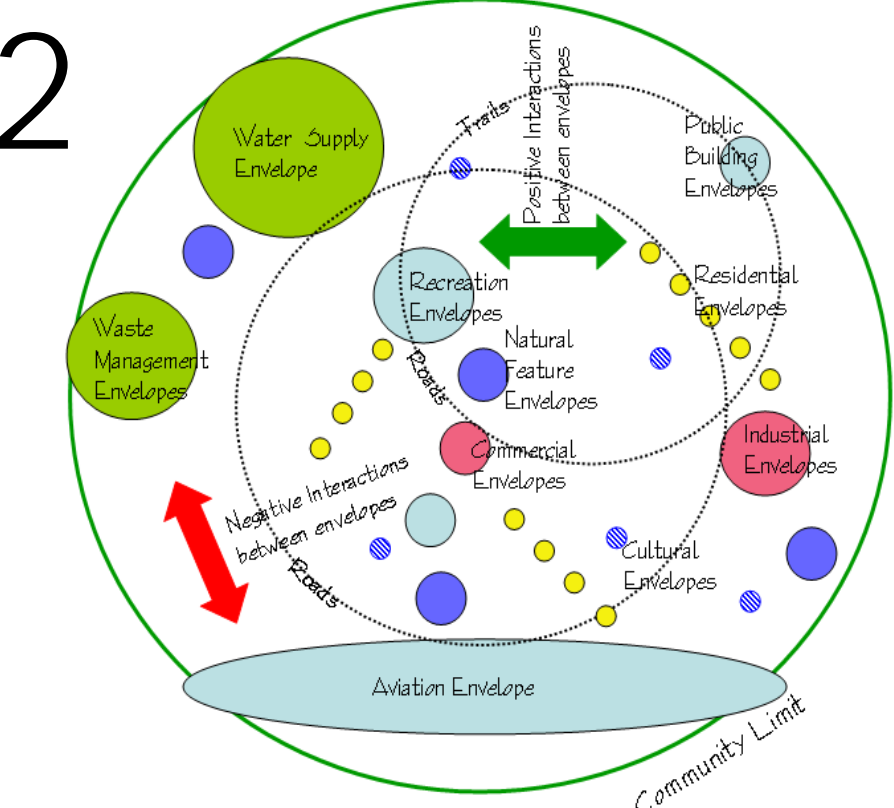 2
Trails
Positive Interactions
between envelopes
Public
Building
Envelopes
Water Supply
Envelope
Recreation
Envelopes
Residential
Envelopes
Waste
Management
Envelopes
Natural
Feature
Envelopes
Roads
Commercial
Envelopes
Industrial
Envelopes
Negative Interactions
between envelopes
Cultural
Envelopes
Roads
Aviation Envelope
Community Limit